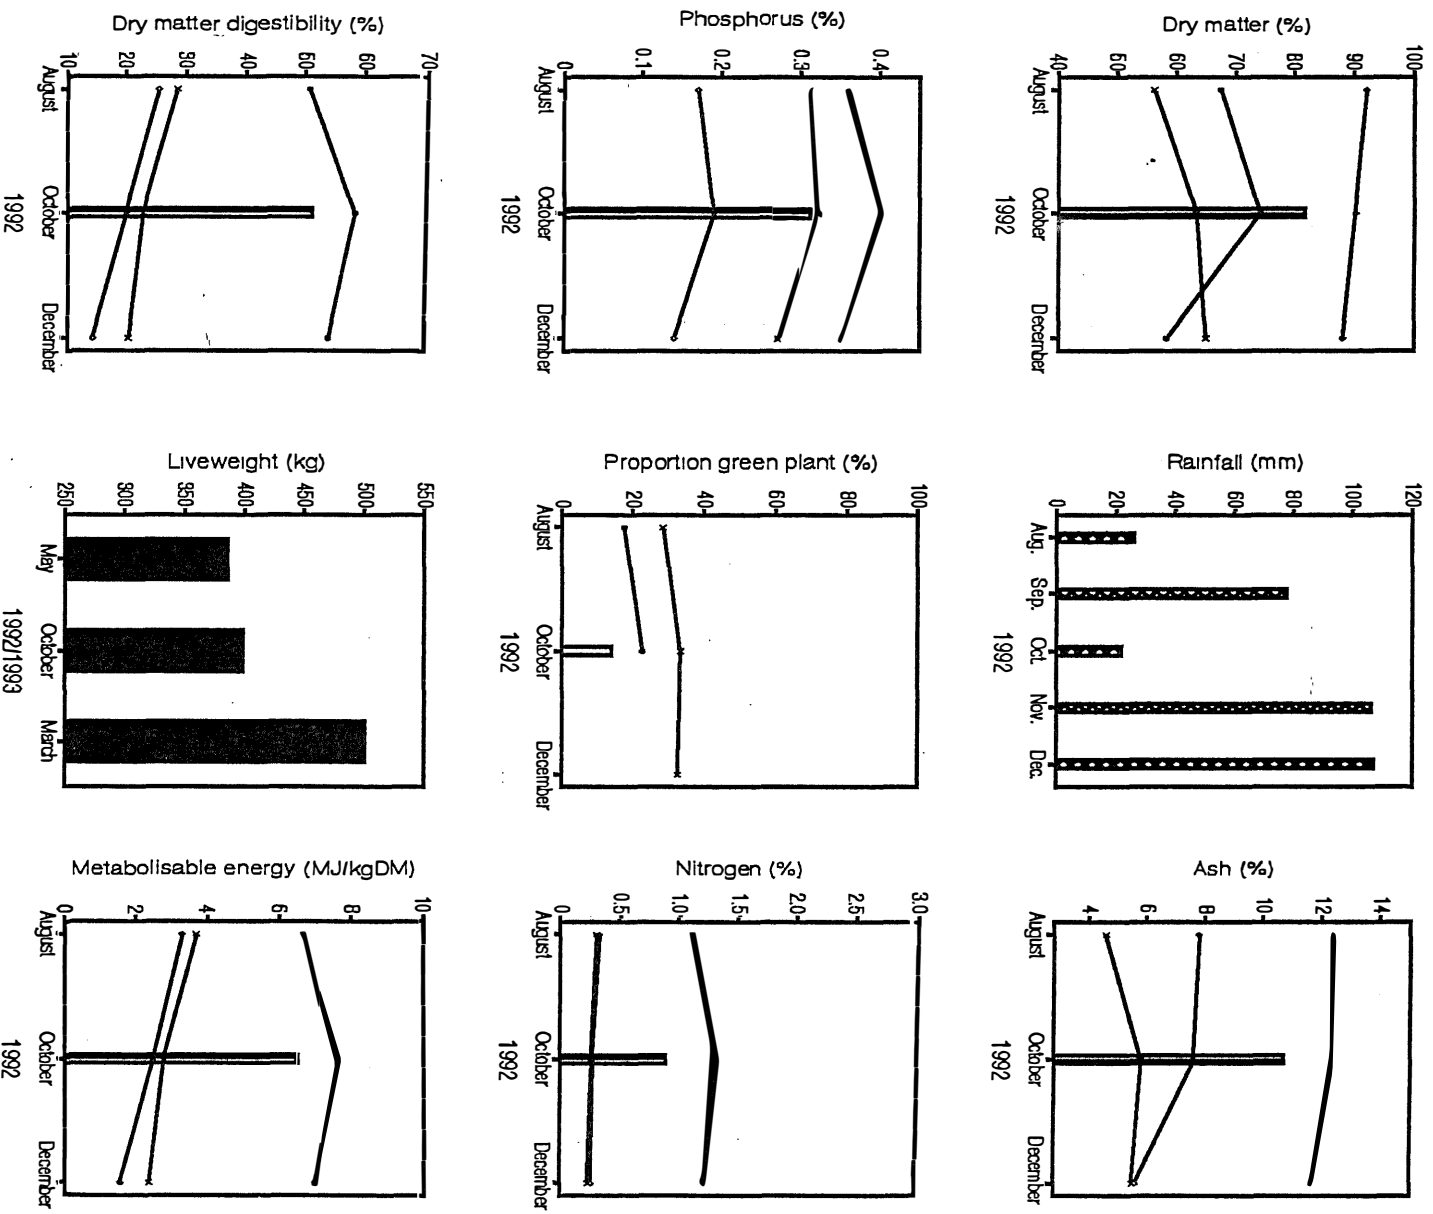 Dry matter digestibility (%)
10 20 30 40 50 60 70
August
October
December
1992
Phosphorus (%)
0 0.1 0.2 0.3 0.4
August
October
December
1992
Dry matter (%)
40 50 60 70 80 90 100
August
October
December
1992
Liveweight (kg)
250 300 350 400 450 500 550
May
October
March
1992/1993
Proportion green plant (%)
0 20 40 60 80 100
August
October
December
1992
Rainfall (mm)
0 20 40 60 80 100 120
Aug.
Sep.
Oct
Nov.
Dec.
1992
Metabolisable energy (MJ/kgDM)
0 2 4 6 8 10
August
October
December
1992
Nitrogen (%)
0 0.5 1.0 1.5 2.0 2.5 3.0
August
October
December
1992
Ash (%)
4 6 8 10 12 14
August
October
December
1992